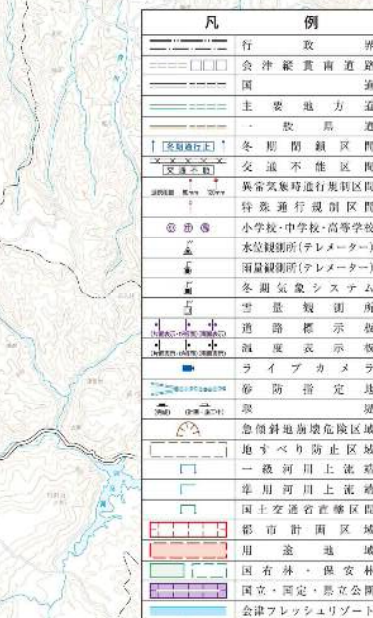 凡例
行政界
会津縦貫南道路
国道
主要地方道
一般県道
冬期通行止 冬期閉鎖区間
交通不能 交通不能区間
異常気象時通行規制区間
特殊通行規制区間
小学校・中学校・高等学校
水位観測所(テレメーター)
雨量観測所(テレメーター)
冬期気象システム
雪量観測所
道路標示板
温度表示板
ライブカメラ
砂防指定地
堰堤
急傾斜地崩壊危険区域
地すべり防止区域
一級河川上流端
準用河川上流端
国土交通省直轄区間
都市計画区域
用途地域
国有林・保安林
国立・国定・県立公園
会津フレッシュリゾート